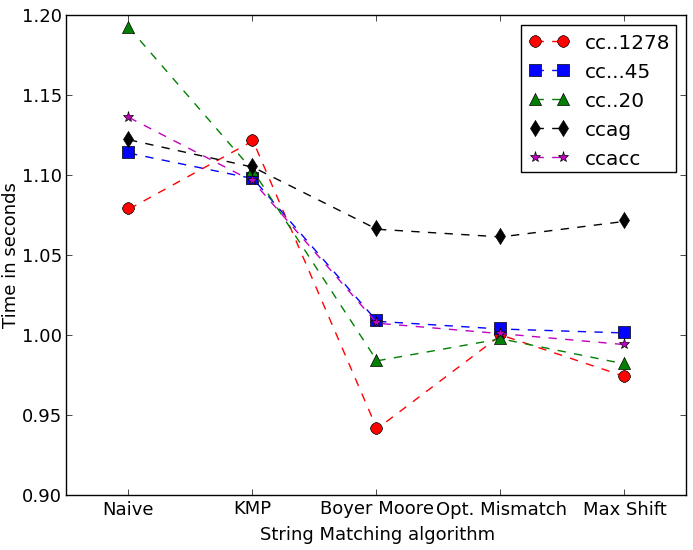 1.20
1.15
1.10
1.05
1.00
0.95
0.90
Time in seconds
cc..1278
cc...45
cc..20
ccag
ccacc
Naive KMP Boyer Moore Opt. Mismatch Max Shift
String Matching algorithm